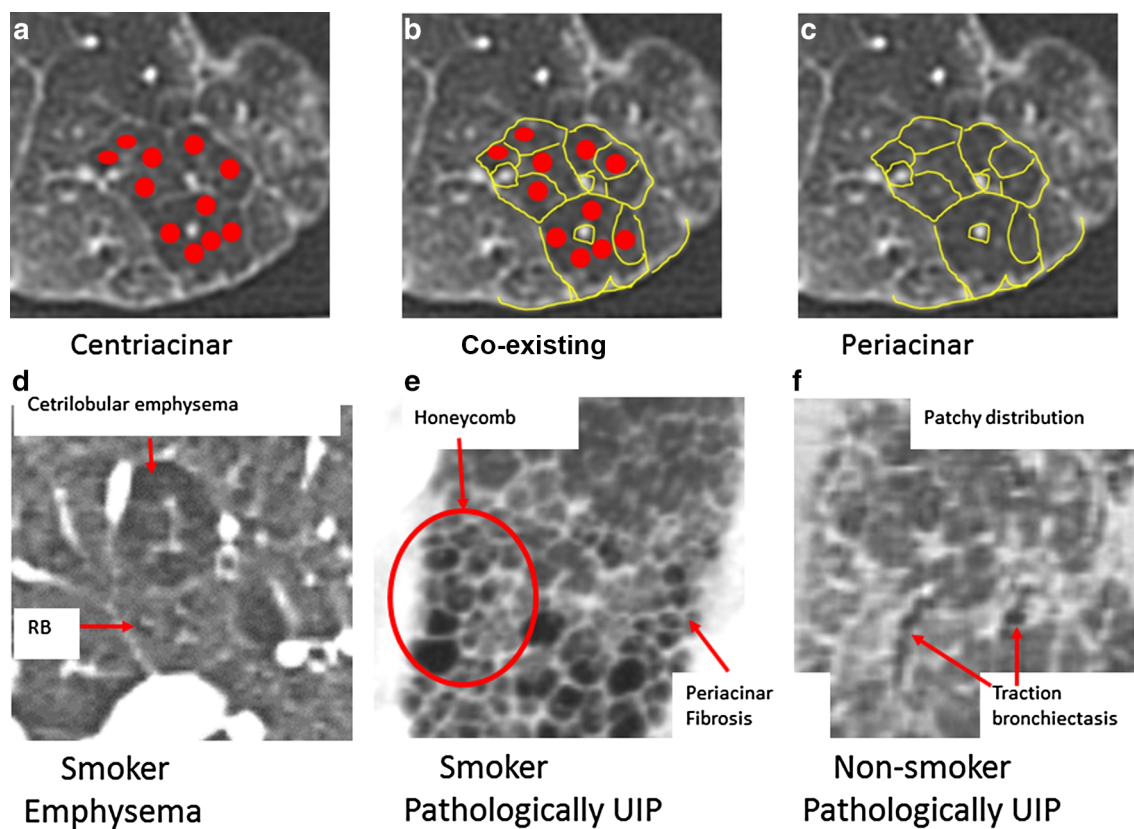 a
b
c
Centriacinar
Co-existing
Periacinar
d
Cetrilobular emphysema
RB
Smoker
Emphysema
e
Honeycomb
Periacinar
Fibrosis
Smoker
Pathologically UIP
f
Patchy distribution
Traction
bronchiectasis
Non-smoker
Pathologically UIP